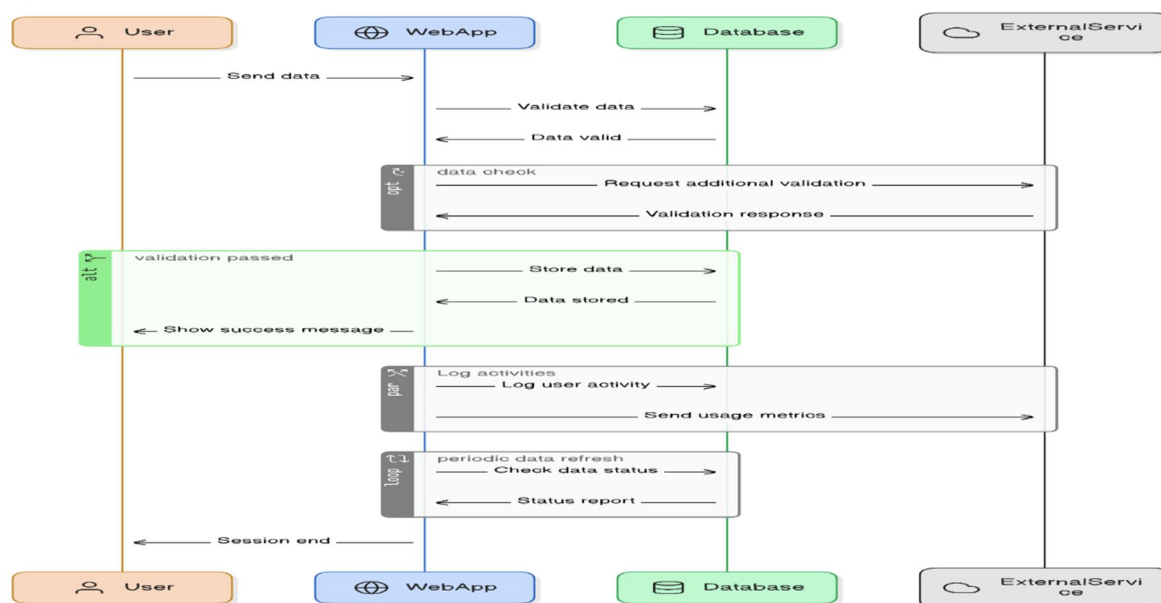 User
WebApp
Database
ExternalServi
ce
Send data
Validate data
Data valid
opt
data check
Request additional validation
Validation response
alt
validation passed
Store data
Data stored
Show success message
par
Log activities
Log user activity
Send usage metrics
loop
periodic data refresh
Check data status
Status report
Session end
User
WebApp
Database
ExternalServi
ce